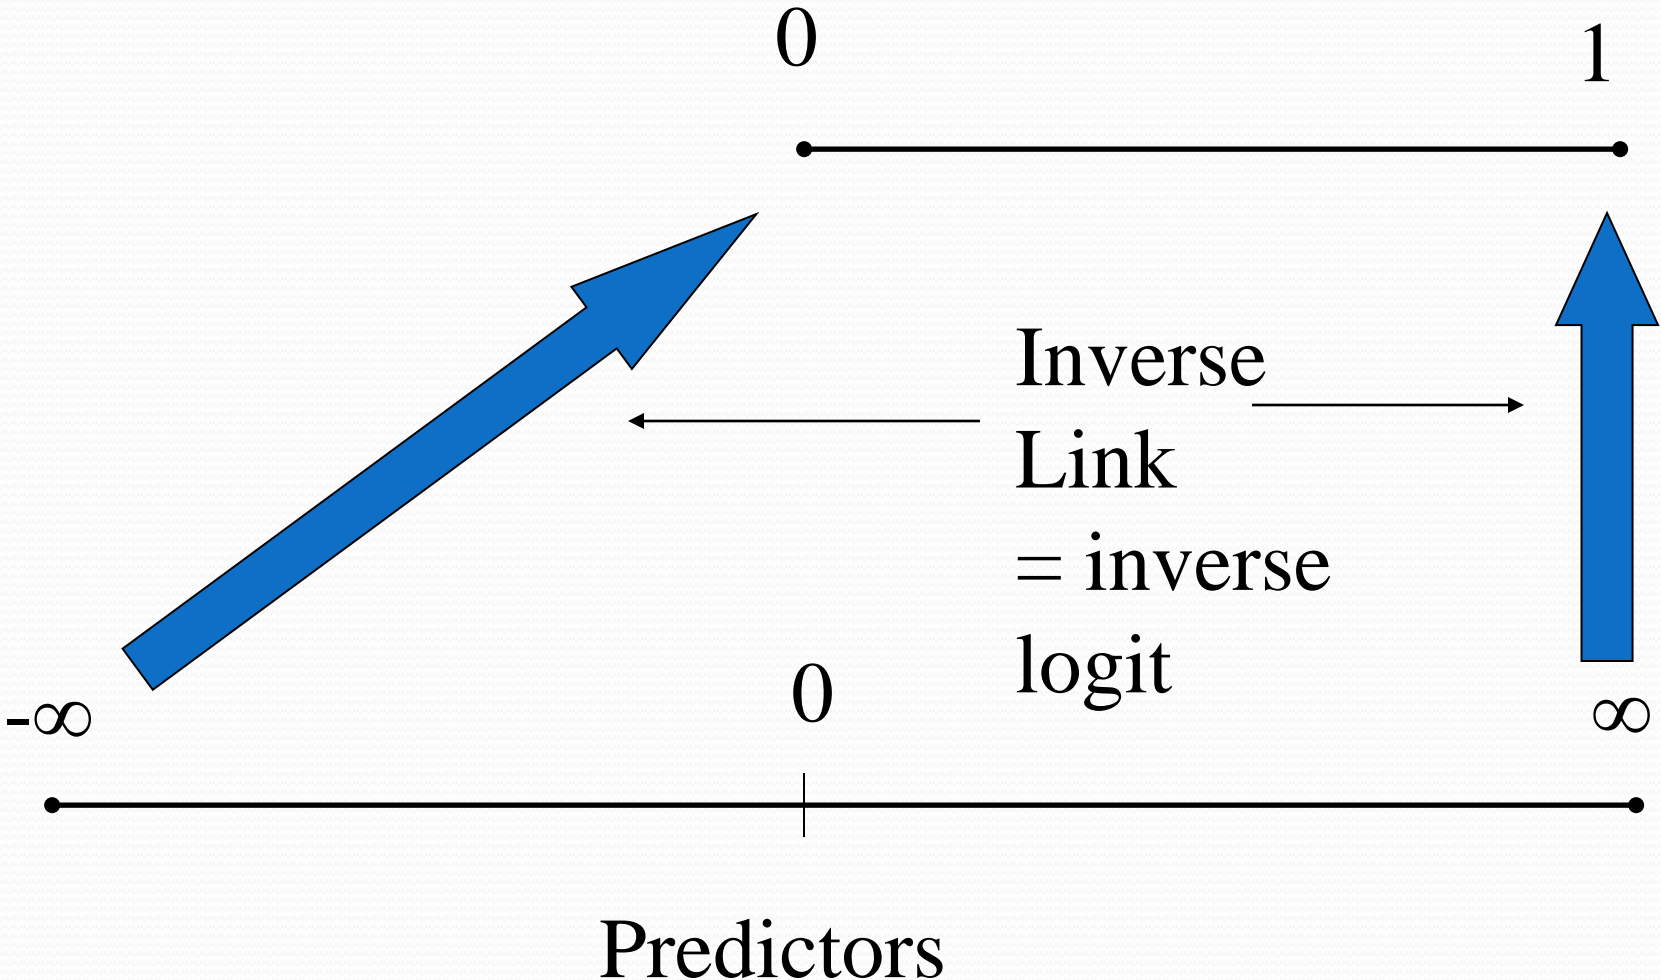 0
1
Inverse
Link
= inverse
logit
0
-∞
∞
Predictors